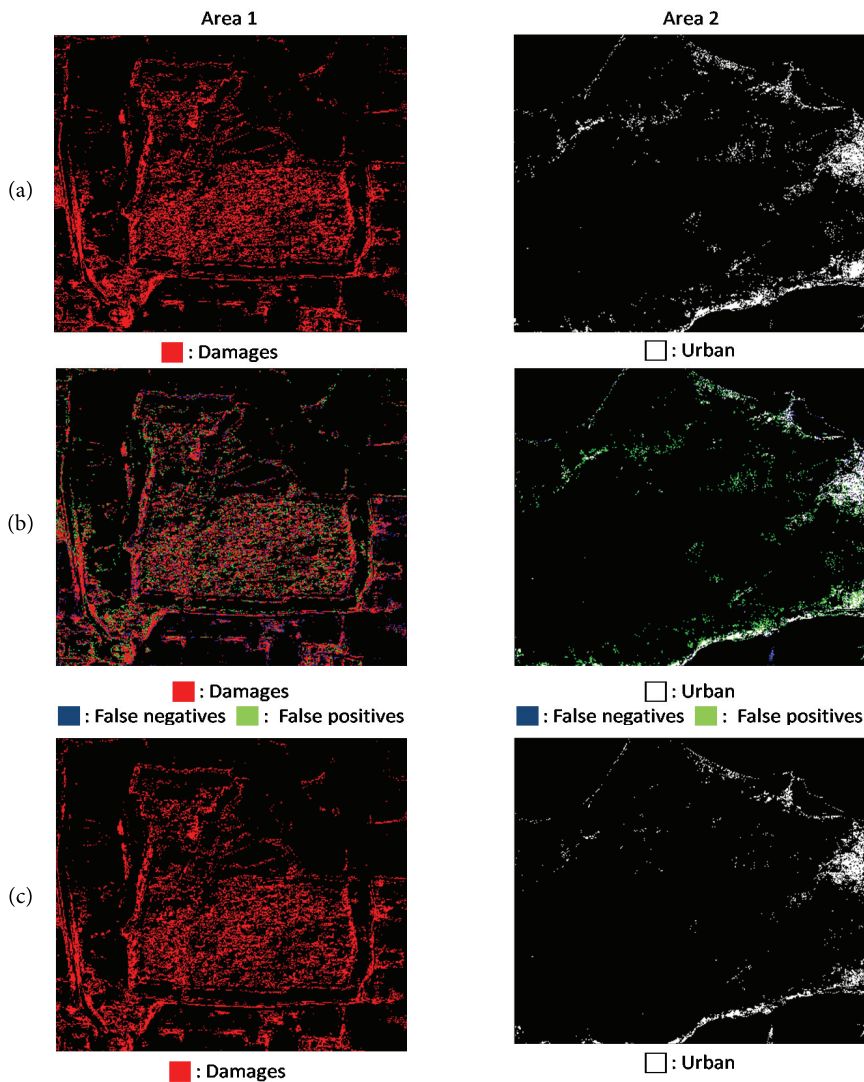 Area 1
Area 2
(a)
: Damages
: Urban
(b)
: Damages
: Urban
: False negatives : False positives
: False negatives : False positives
(c)
: Damages
: Urban